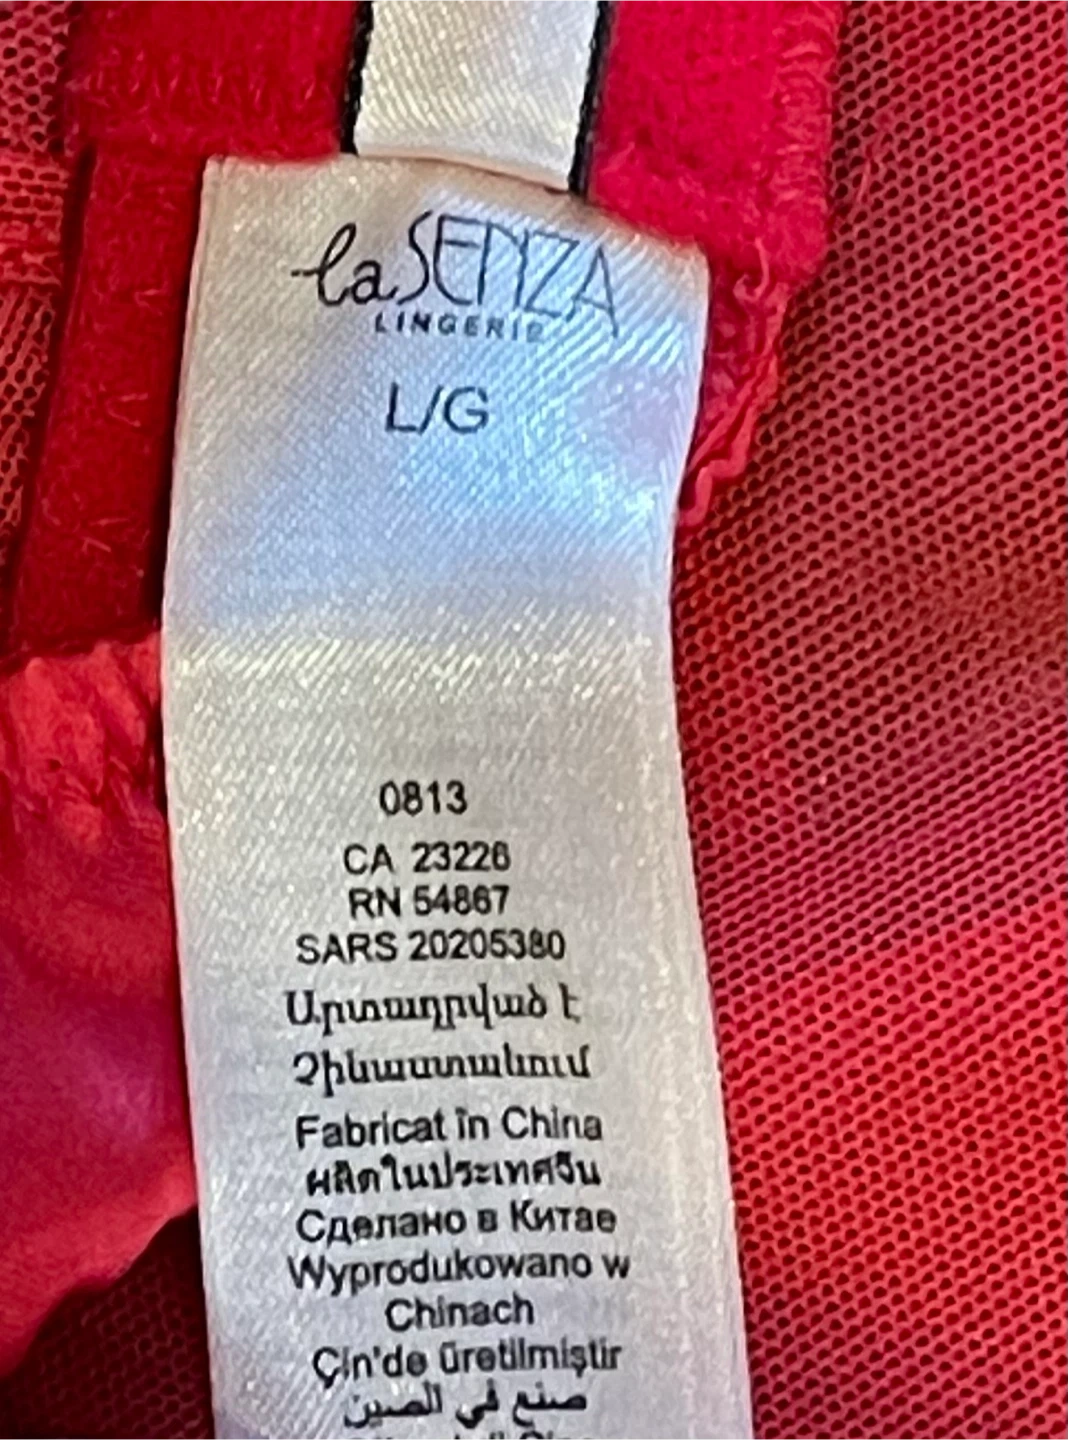 la SENZA
LINGERIE
L/G
0813
CA 23226
RN 54867
SARS 20205380
Արտադրված է
Չինաստանում
Fabricat în China
ผลิตในประเทศจีน
Сделано в Китае
Wyprodukowano w
Chinach
Çin'de üretilmiştir
صنع في الصين